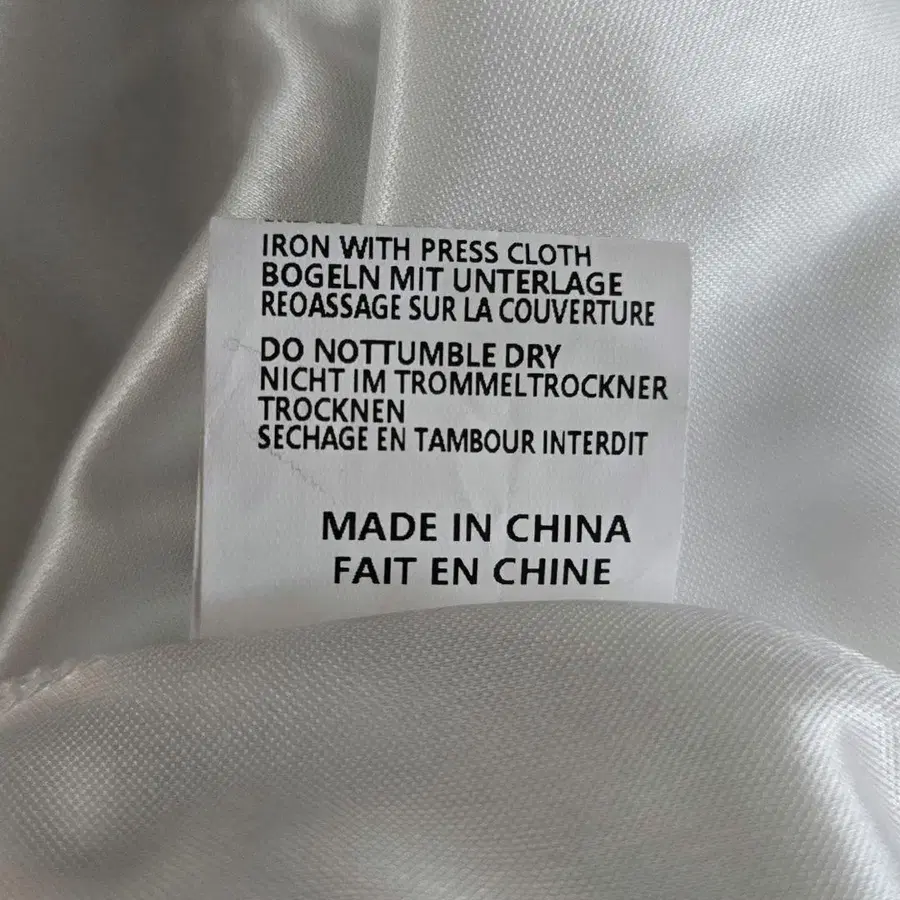 IRON WITH PRESS CLOTH
BOGELN MIT UNTERLAGE
REOASSAGE SUR LA COUVERTURE
DO NOTTUMBLE DRY
NICHT IM TROMMELTROCKNER
TROCKNEN
SECHAGE EN TAMBOUR INTERDIT
MADE IN CHINA
FAIT EN CHINE